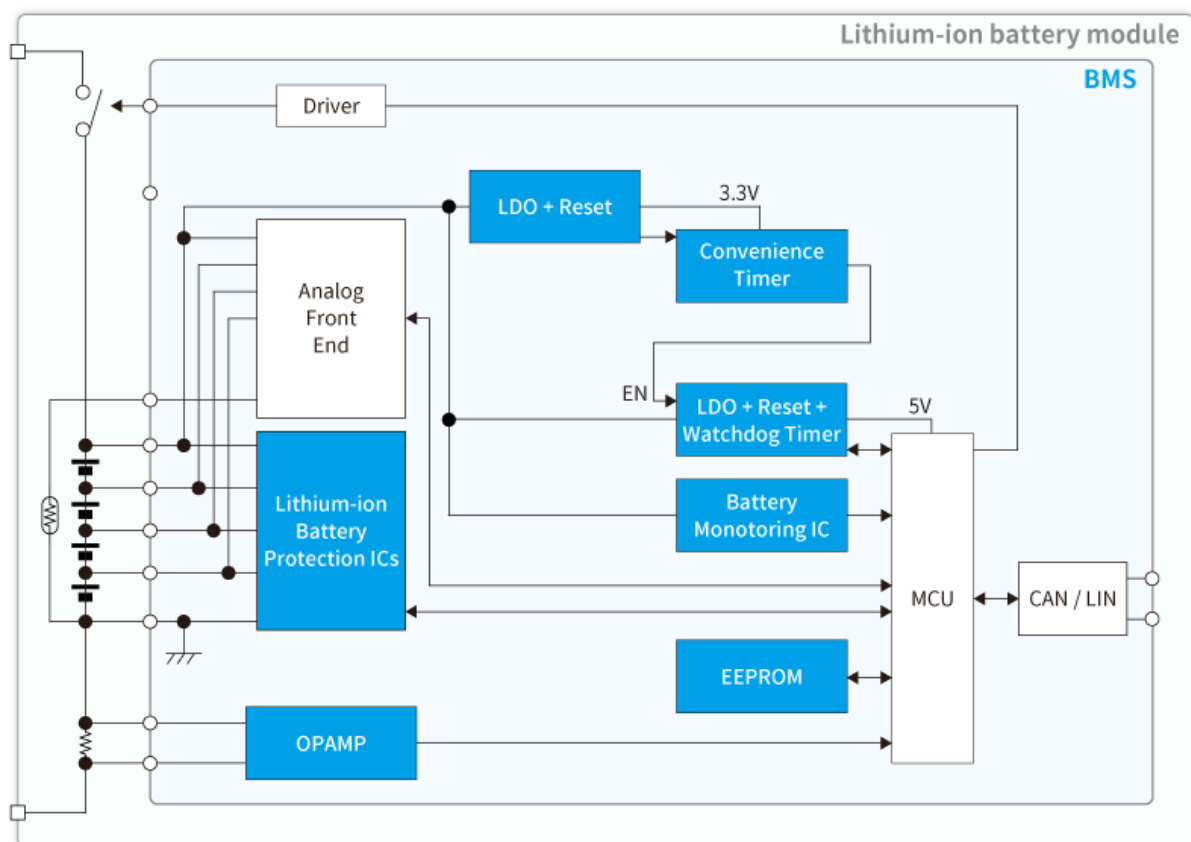 Lithium-ion battery module
BMS
Driver
LDO + Reset
3.3V
Convenience
Timer
Analog
Front
End
EN
LDO + Reset +
Watchdog Timer
5V
Lithium-ion
Battery
Protection ICs
Battery
Monotoring IC
MCU
CAN / LIN
EEPROM
OPAMP